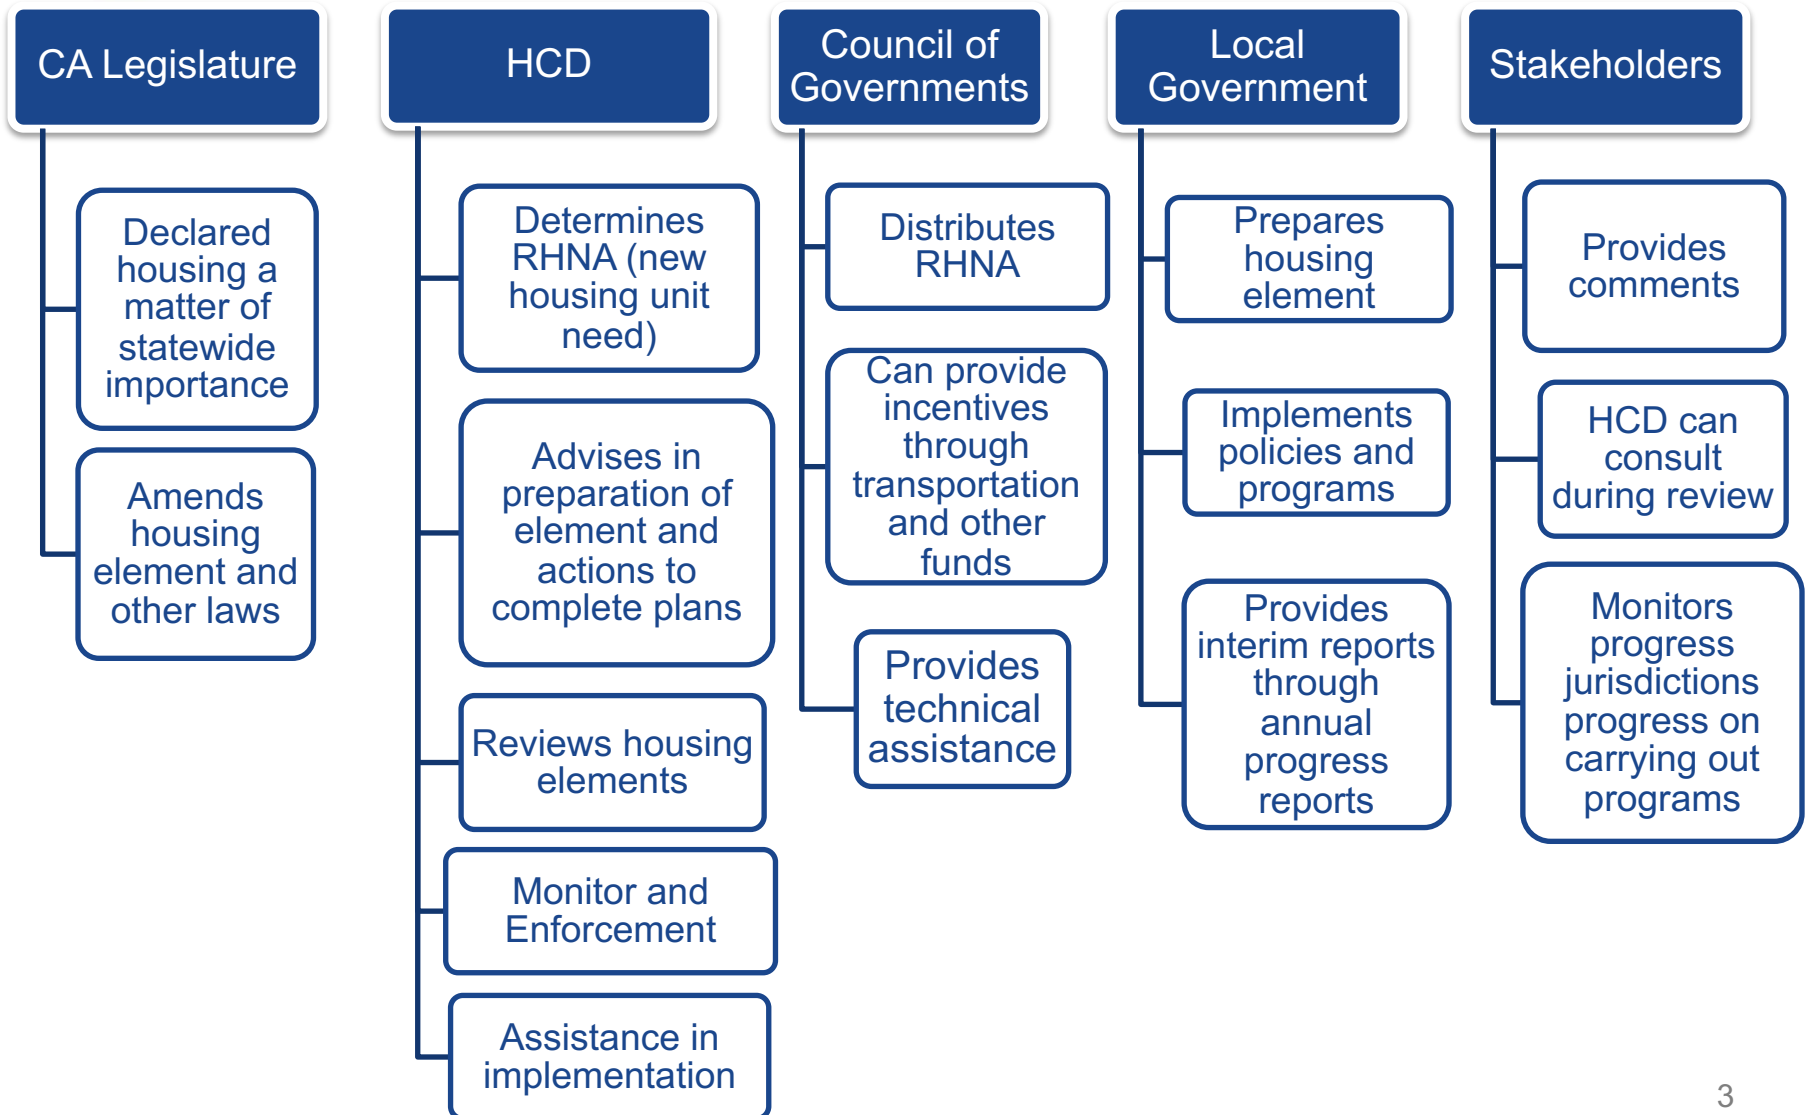 CA Legislature
Declared
housing a
matter of
statewide
importance
Amends
housing
element and
other laws
HCD
Determines
RHNA (new
housing unit
need)
Advises in
preparation of
element and
actions to
complete plans
Reviews housing
elements
Monitor and
Enforcement
Assistance in
implementation
Council of
Governments
Distributes
RHNA
Can provide
incentives
through
transportation
and other
funds
Provides
technical
assistance
Local
Government
Prepares
housing
element
Implements
policies and
programs
Provides
interim reports
through
annual
progress
reports
Stakeholders
Provides
comments
HCD can
consult
during review
Monitors
progress
jurisdictions
progress on
carrying out
programs
3